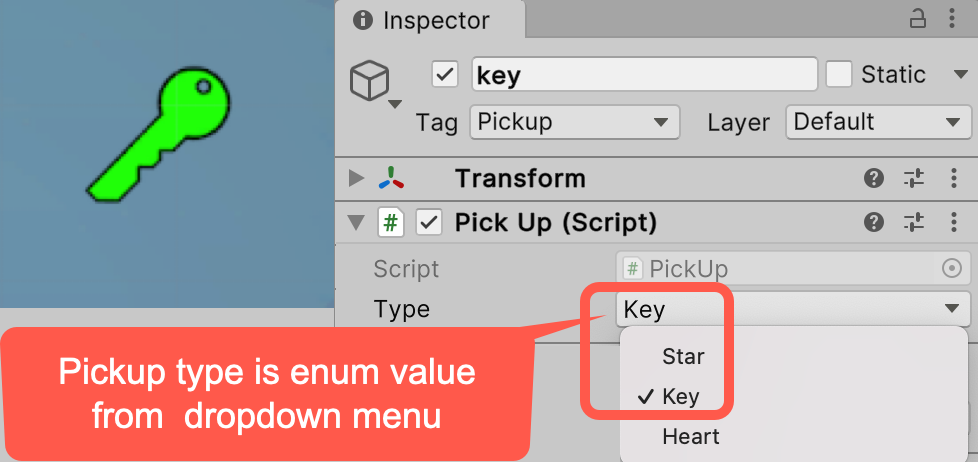 Inspector
key
Static
Tag Pickup Layer Default
Transform
# Pick Up (Script)
Script # PickUp
Type Key
Star
Key
Heart
Pickup type is enum value
from dropdown menu